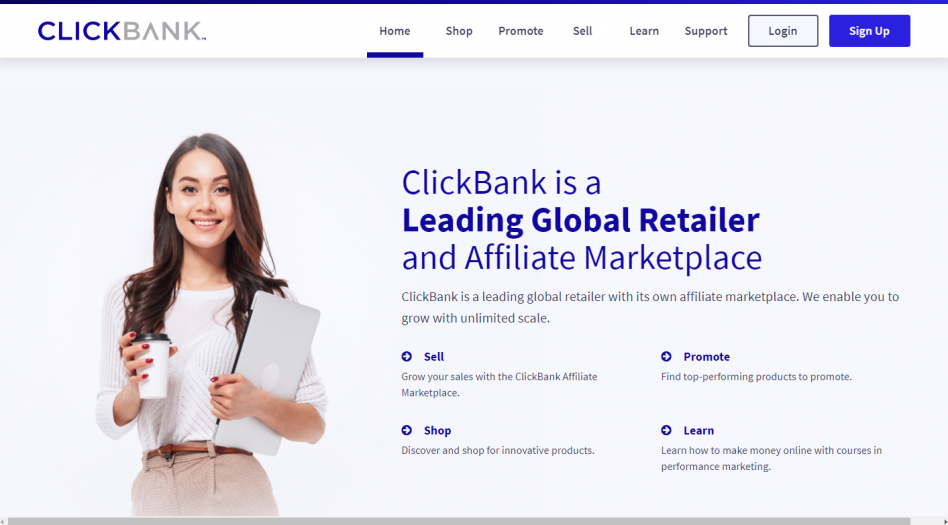 CLICKBANK™
Home Shop Promote Sell Learn Support Login Sign Up
ClickBank is a
Leading Global Retailer
and Affiliate Marketplace
ClickBank is a leading global retailer with its own affiliate marketplace. We enable you to
grow with unlimited scale.
Sell
Grow your sales with the ClickBank Affiliate
Marketplace.
Promote
Find top-performing products to promote.
Shop
Discover and shop for innovative products.
Learn
Learn how to make money online with courses in
performance marketing.